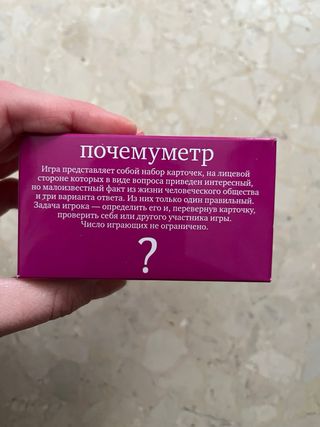 почемуметр
Игра представляет собой набор карточек, на лицевой
стороне которых в виде вопроса приведен интересный,
но малоизвестный факт из жизни человеческого общества
и три варианта ответа. Из них только один правильный.
Задача игрока — определить его и, перевернув карточку,
проверить себя или другого участника игры.
Число играющих не ограничено.
?